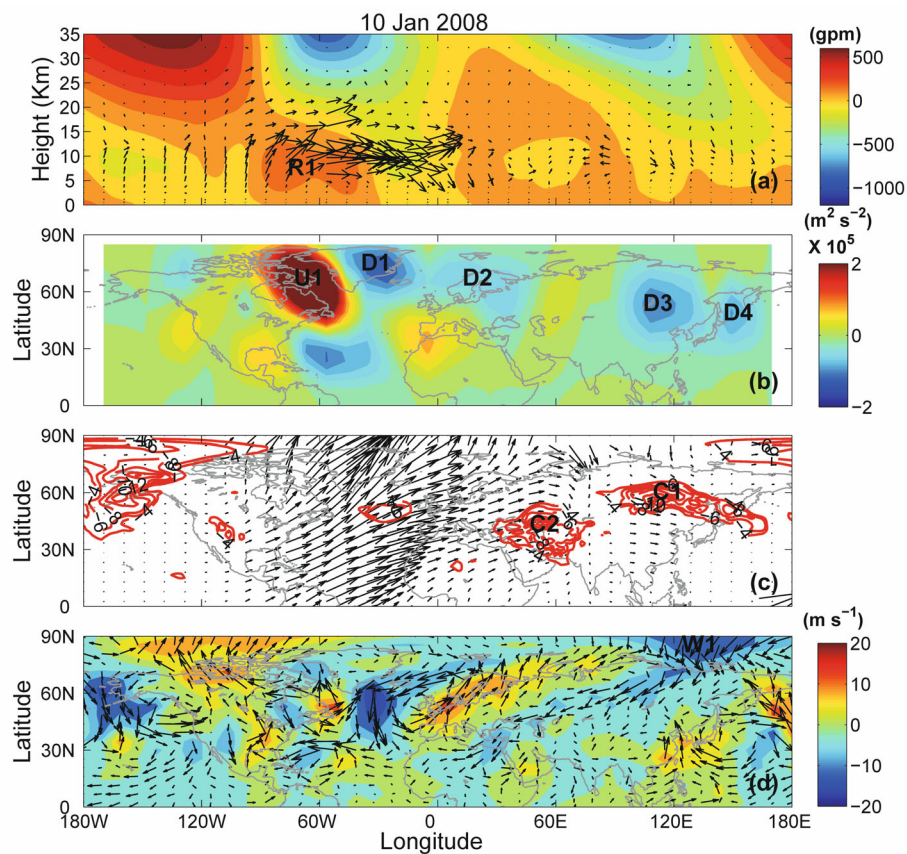 10 Jan 2008
(gpm)
35
30
25
20
15
10
5
0
Height (Km)
R1
(a)
500
0
-500
-1000
(m² s⁻²)
X 10⁵
90N
60N
30N
0
Latitude
U1
D1
D2
D3
D4
(b)
2
0
−2
90N
60N
30N
0
Latitude
C1
C2
(c)
(m s⁻¹)
90N
60N
30N
0
Latitude
W1
(d)
20
10
0
−10
−20
180W
120W
60W
0
60E
120E
180E
Longitude